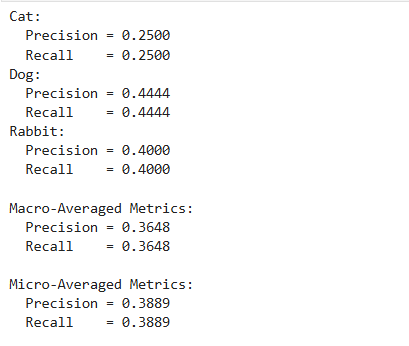 Cat:
  Precision = 0.2500
  Recall    = 0.2500
Dog:
  Precision = 0.4444
  Recall    = 0.4444
Rabbit:
  Precision = 0.4000
  Recall    = 0.4000

Macro-Averaged Metrics:
  Precision = 0.3648
  Recall    = 0.3648

Micro-Averaged Metrics:
  Precision = 0.3889
  Recall    = 0.3889